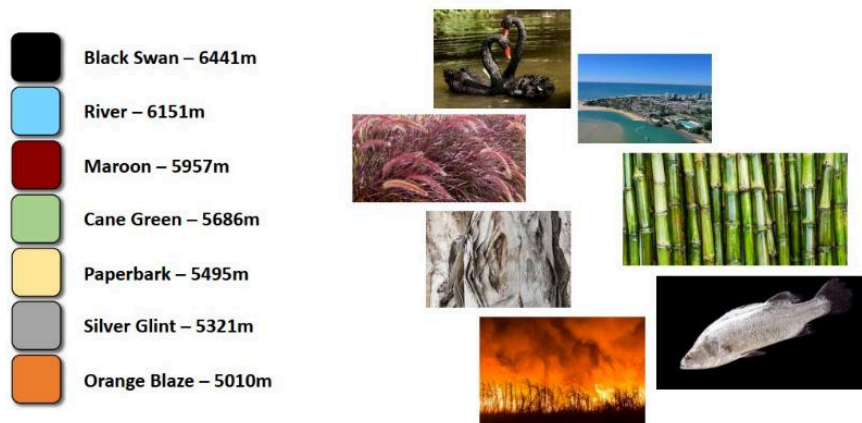 Black Swan – 6441m
River – 6151m
Maroon – 5957m
Cane Green – 5686m
Paperbark – 5495m
Silver Glint – 5321m
Orange Blaze – 5010m